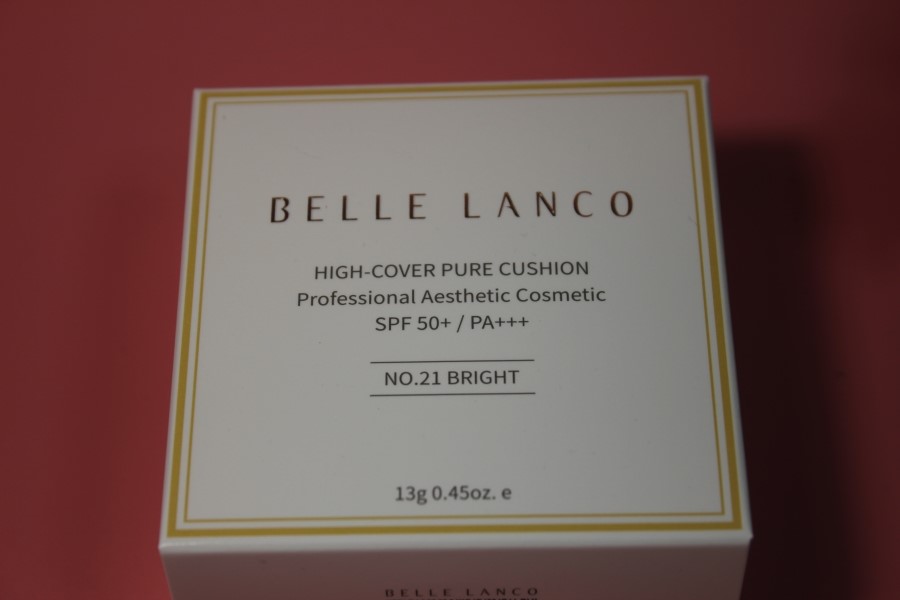 BELLE LANCO
HIGH-COVER PURE CUSHION
Professional Aesthetic Cosmetic
SPF 50+ / PA+++
NO.21 BRIGHT
13g 0.45oz. e
BELLE LANCO